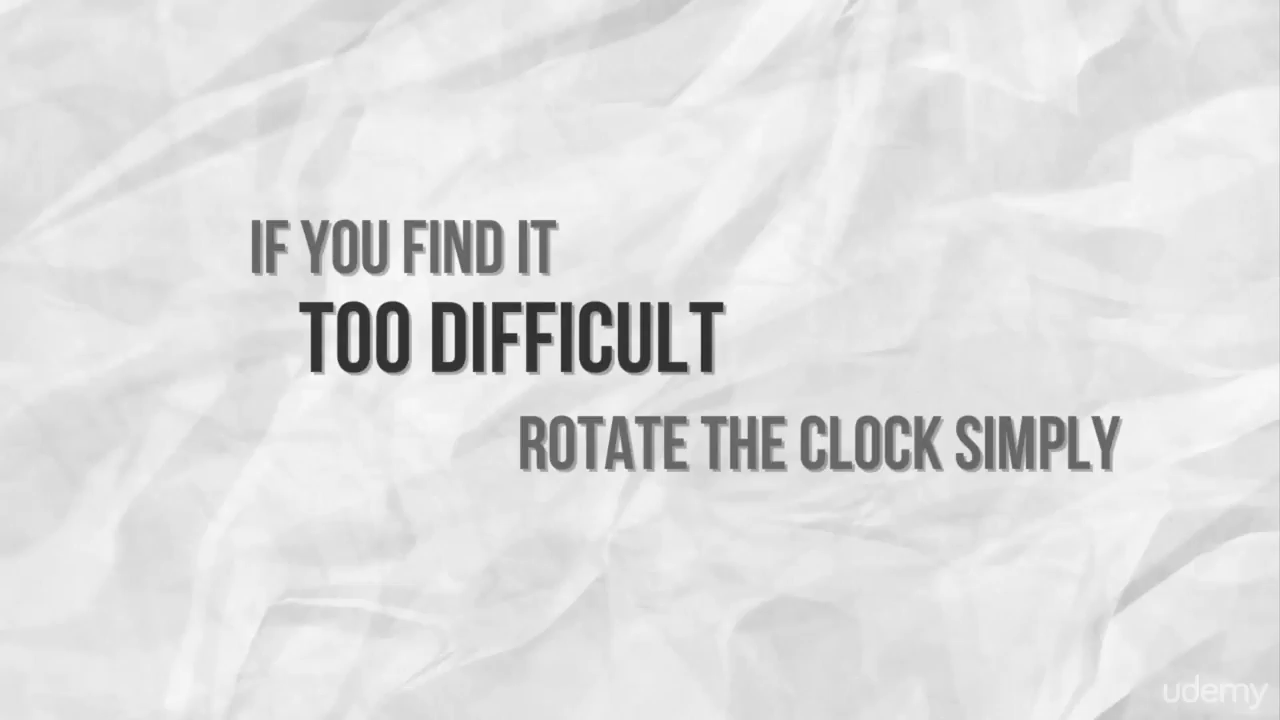 IF YOU FIND IT
TOO DIFFICULT
ROTATE THE CLOCK SIMPLY
udemy